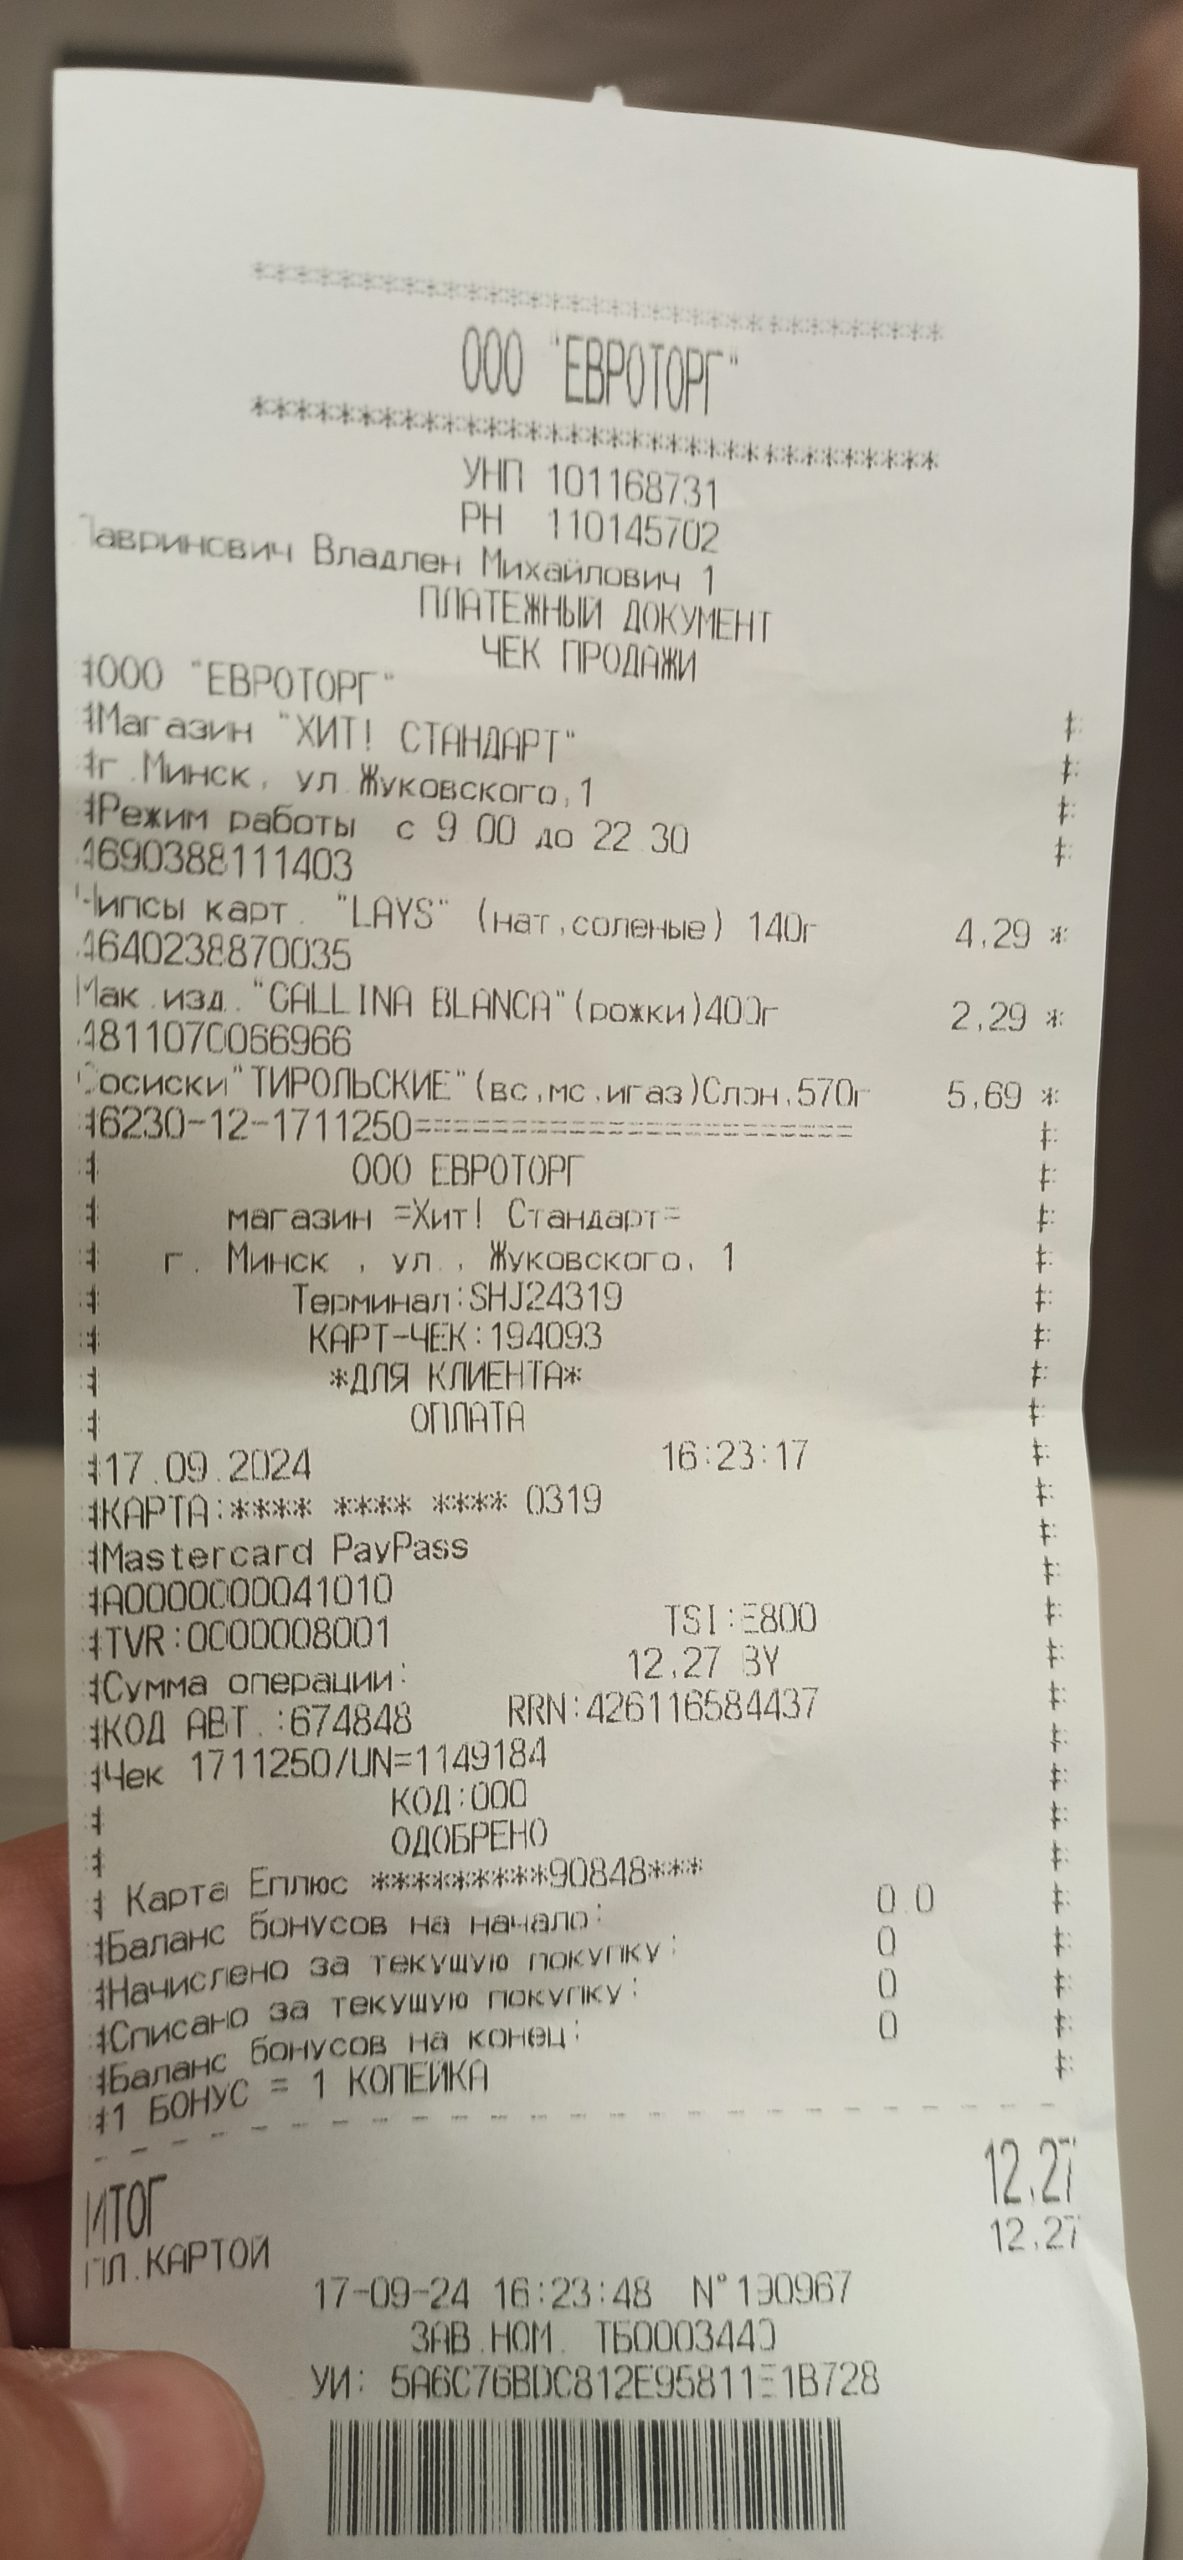 *********************************
ООО "ЕВРОТОРГ"
*********************************
УНП 101168731
РН 110145702
Лавринович Владлен Михайлович 1
ПЛАТЕЖНЫЙ ДОКУМЕНТ
ЧЕК ПРОДАЖИ
#ООО "ЕВРОТОРГ" #
#Магазин "ХИТ! СТАНДАРТ" #
#г.Минск, ул.Жуковского,1 #
#Режим работы с 9.00 до 22.30 #
4690388111403
Чипсы карт. "LAYS" (нат,соленые) 140г 4,29 *
4640238870035
Мак.изд."GALLINA BLANCA"(рожки)400г 2,29 *
4811070066966
Сосиски"ТИРОЛЬСКИЕ"(вс,мс,игаз)Слон,570г 5,69 *
#6230-12-1711250======================= #
# ООО ЕВРОТОРГ #
# магазин =Хит! Стандарт= #
# г. Минск , ул., Жуковского, 1 #
# Терминал:SHJ24319 #
# КАРТ-ЧЕК:194093 #
# *ДЛЯ КЛИЕНТА* #
# ОПЛАТА #
#17.09.2024 16:23:17 #
#КАРТА:**** **** **** 0319 #
#Mastercard PayPass #
#A0000000041010 #
#TVR:0000008001 TSI:E800 #
#Сумма операции: 12,27 BY #
#КОД АВТ.:674848 RRN:426116584437 #
#Чек 1711250/UN=1149184 #
# КОД:000 #
# ОДОБРЕНО #
# Карта Еплюс *********90848*** #
#Баланс бонусов на начало: 0.0 #
#Начислено за текущую покупку: 0 #
#Списано за текущую покупку: 0 #
#Баланс бонусов на конец: 0 #
#1 БОНУС = 1 КОПЕЙКА #
ИТОГ 12,27
ПЛ.КАРТОЙ 12,27
17-09-24 16:23:48 N°190967
ЗАВ.НОМ. ТБ0003440
УИ: 5A6C76BDC812E95811E1B728